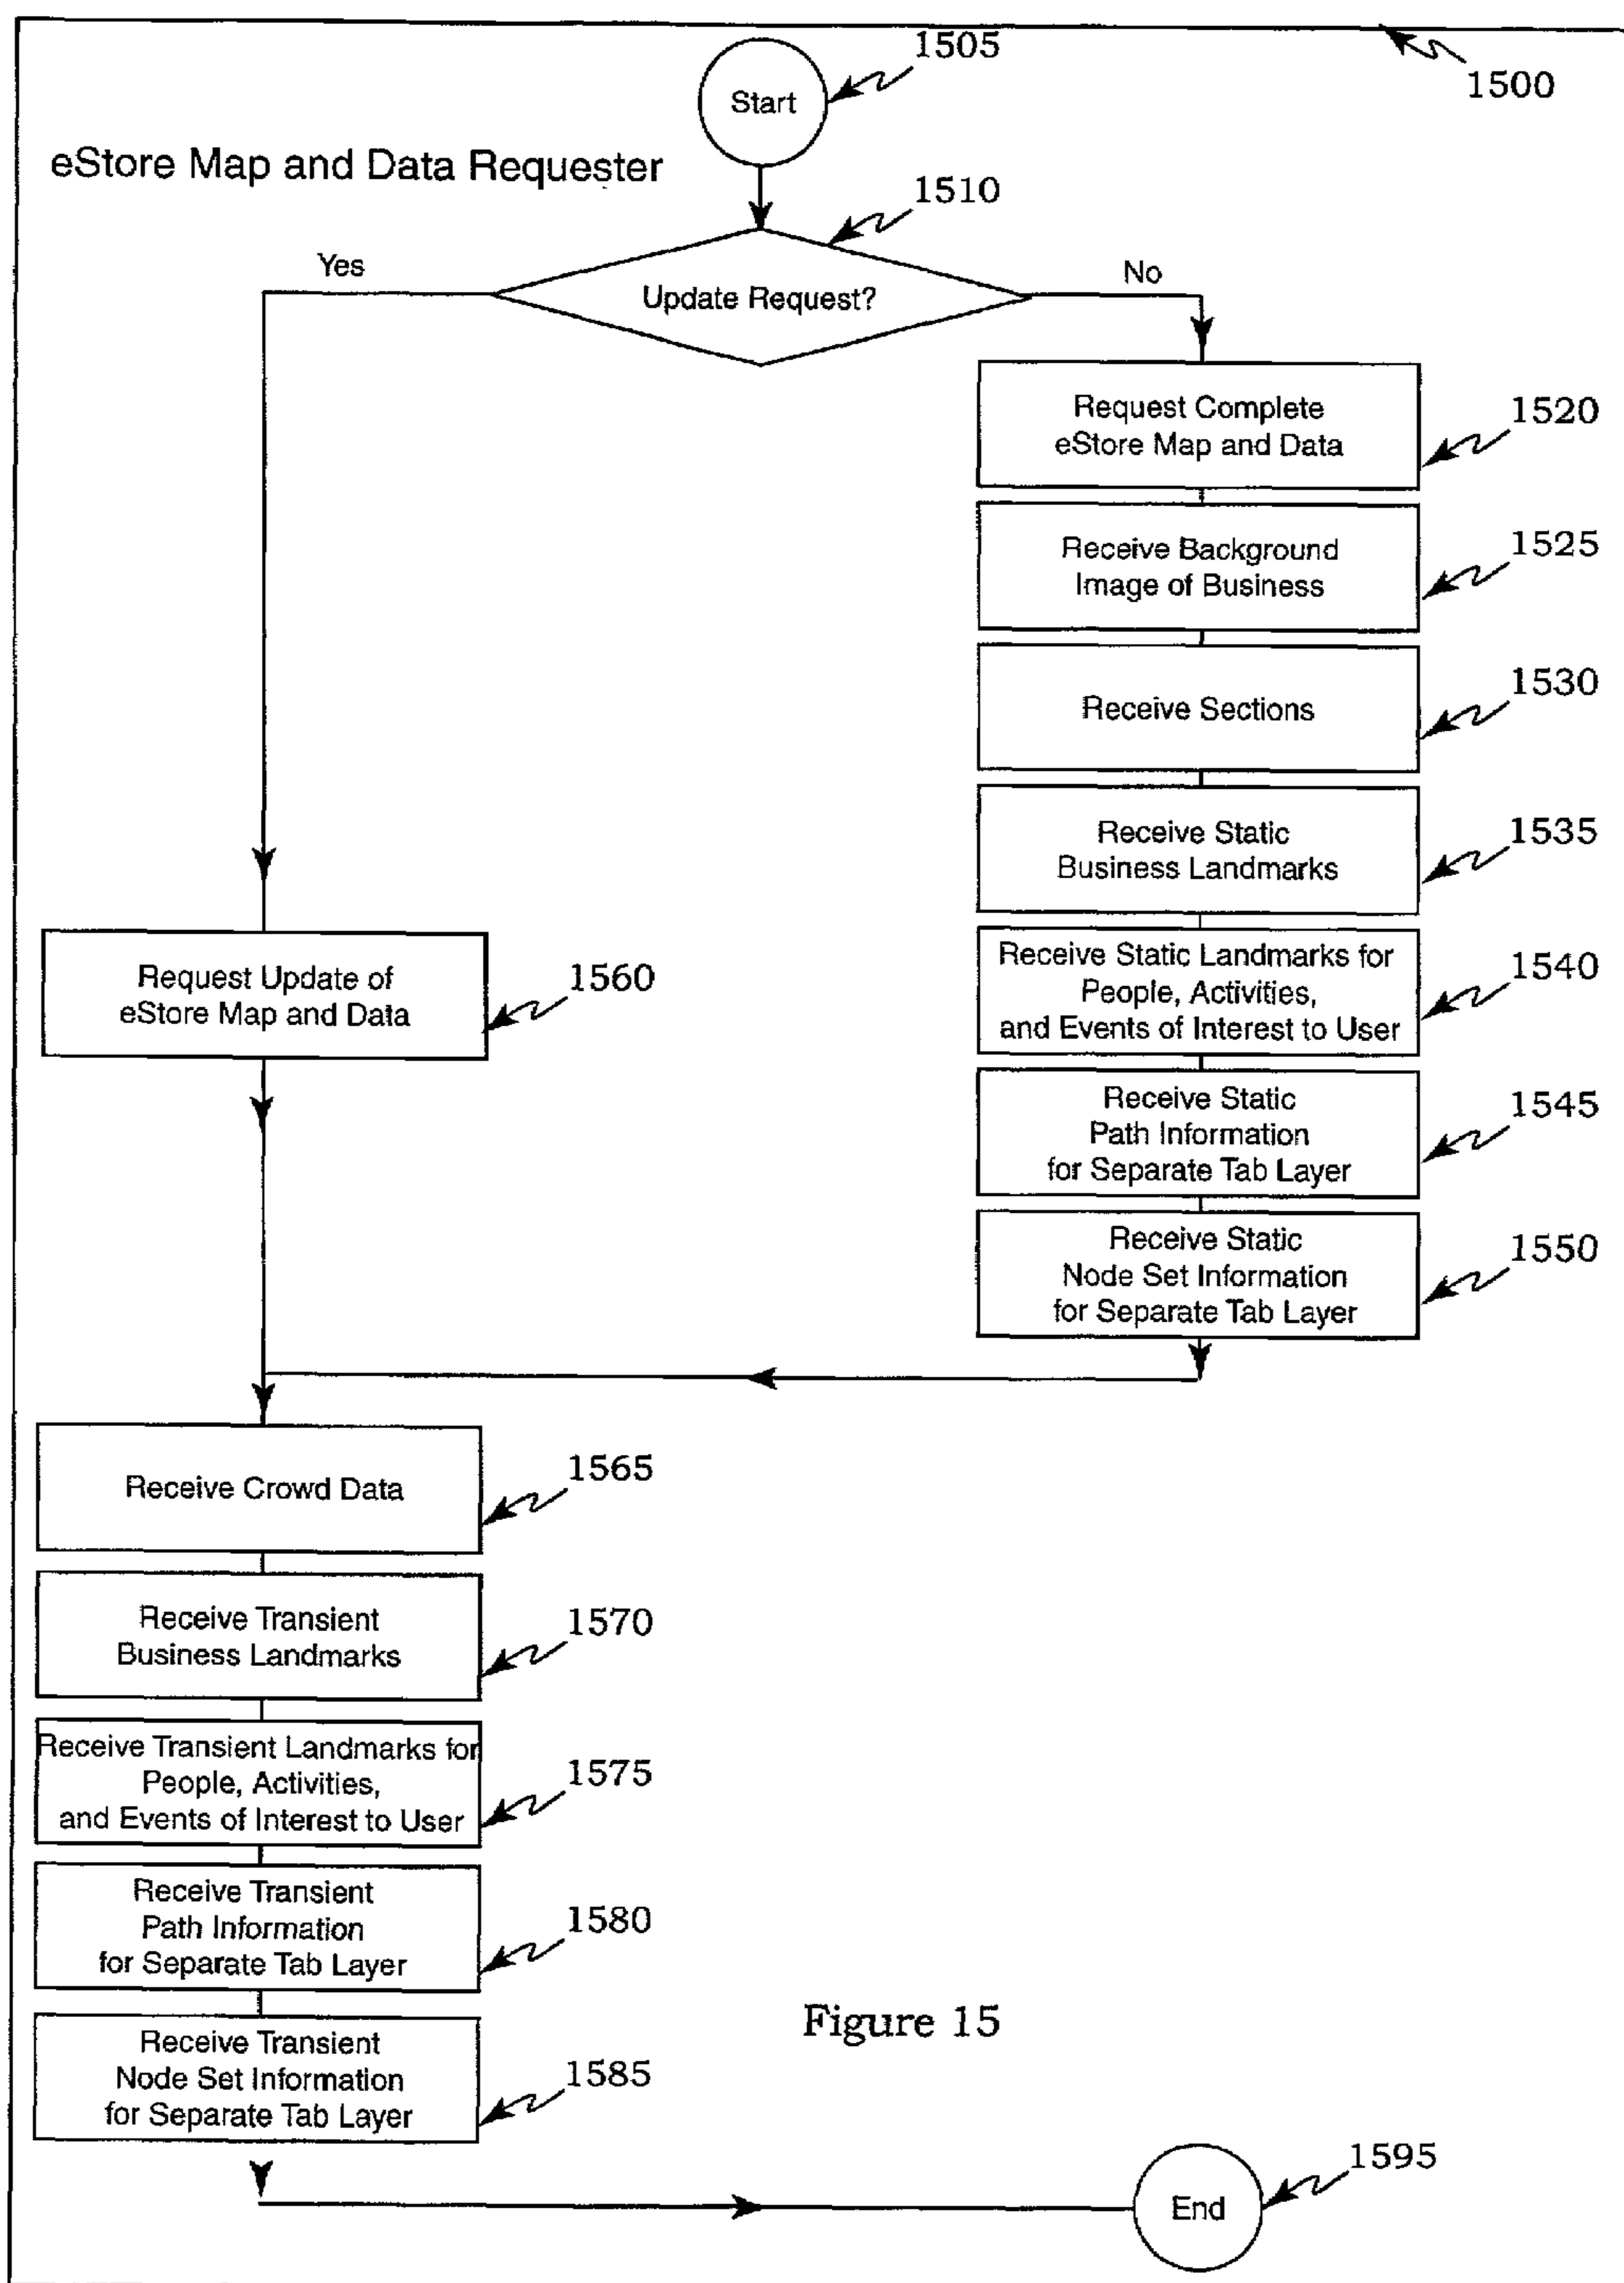 1505
1500
Start
eStore Map and Data Requester
1510
Yes
No
Update Request?
Request Complete
eStore Map and Data
1520
Receive Background
Image of Business
1525
Receive Sections
1530
Receive Static
Business Landmarks
1535
Receive Static Landmarks for
People, Activities,
and Events of Interest to User
1540
Receive Static
Path Information
for Separate Tab Layer
1545
Receive Static
Node Set Information
for Separate Tab Layer
1550
Request Update of
eStore Map and Data
1560
Receive Crowd Data
1565
Receive Transient
Business Landmarks
1570
Receive Transient Landmarks for
People, Activities,
and Events of Interest to User
1575
Receive Transient
Path Information
for Separate Tab Layer
1580
Receive Transient
Node Set Information
for Separate Tab Layer
1585
Figure 15
End
1595